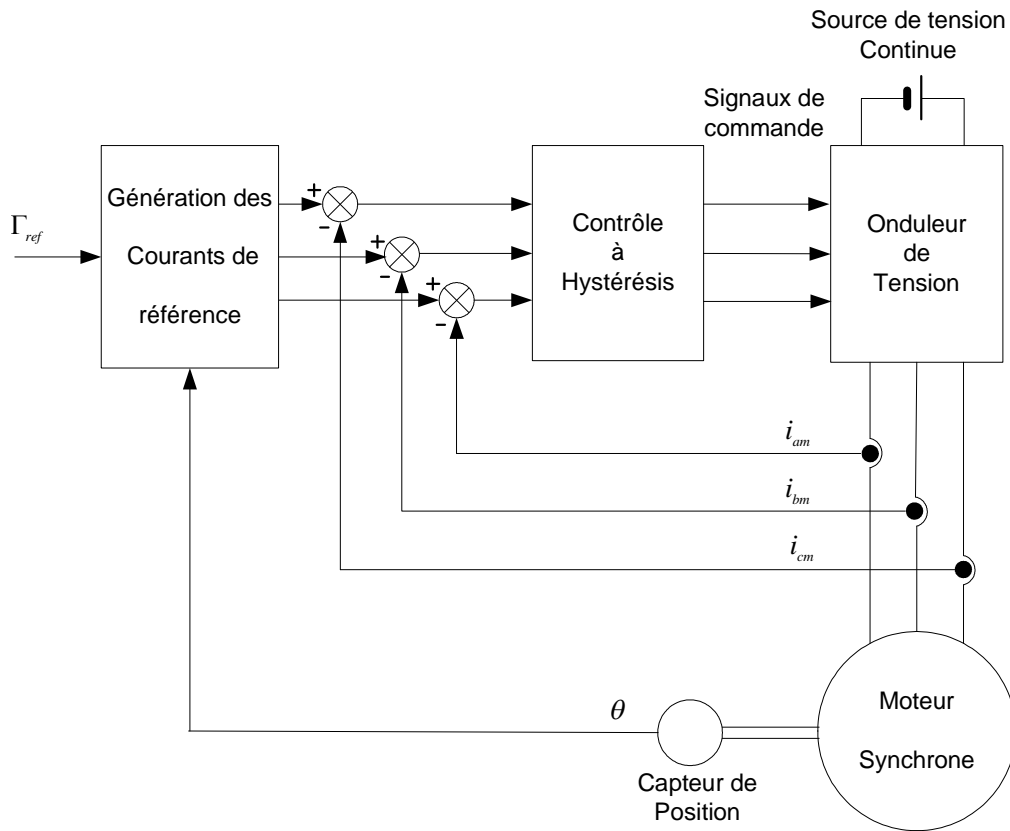 Source de tension
Continue
Signaux de
commande
Génération des
Courants de
référence
Γref
+
-
+
-
+
-
Contrôle
à
Hystérésis
Onduleur
de
Tension
iam
ibm
icm
θ
Capteur de
Position
Moteur
Synchrone